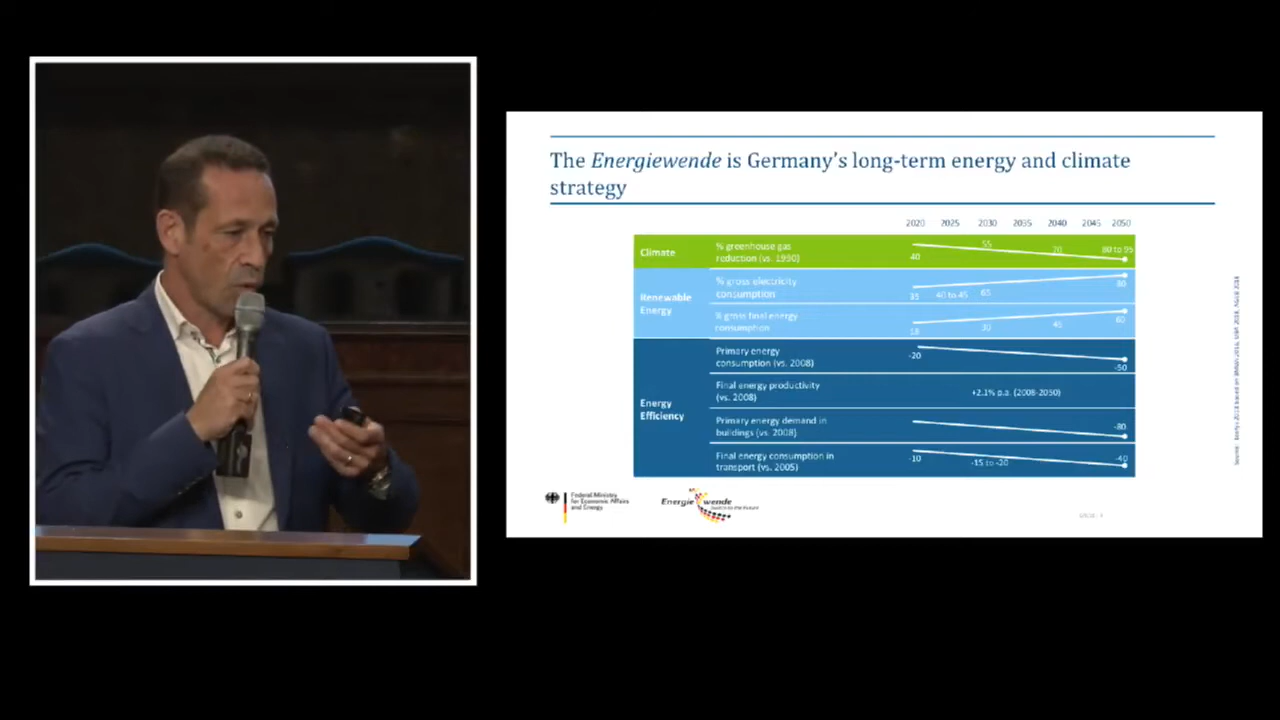 The Energiewende is Germany's long-term energy and climate
strategy
2020 2025 2030 2035 2040 2045 2050
Climate
% greenhouse gas
reduction (vs. 1990)
40 55 70 80 to 95
Renewable
Energy
% gross electricity
consumption
35 40 to 45 65 80
% gross final energy
consumption
18 30 45 60
Energy
Efficiency
Primary energy
consumption (vs. 2008)
-20 -50
Final energy productivity
(vs. 2008)
+2.1% p.a. (2008-2050)
Primary energy demand in
buildings (vs. 2008)
-80
Final energy consumption in
transport (vs. 2005)
-10 -15 to -20 -40
Federal Ministry
for Economic Affairs
and Energy
Energiewende